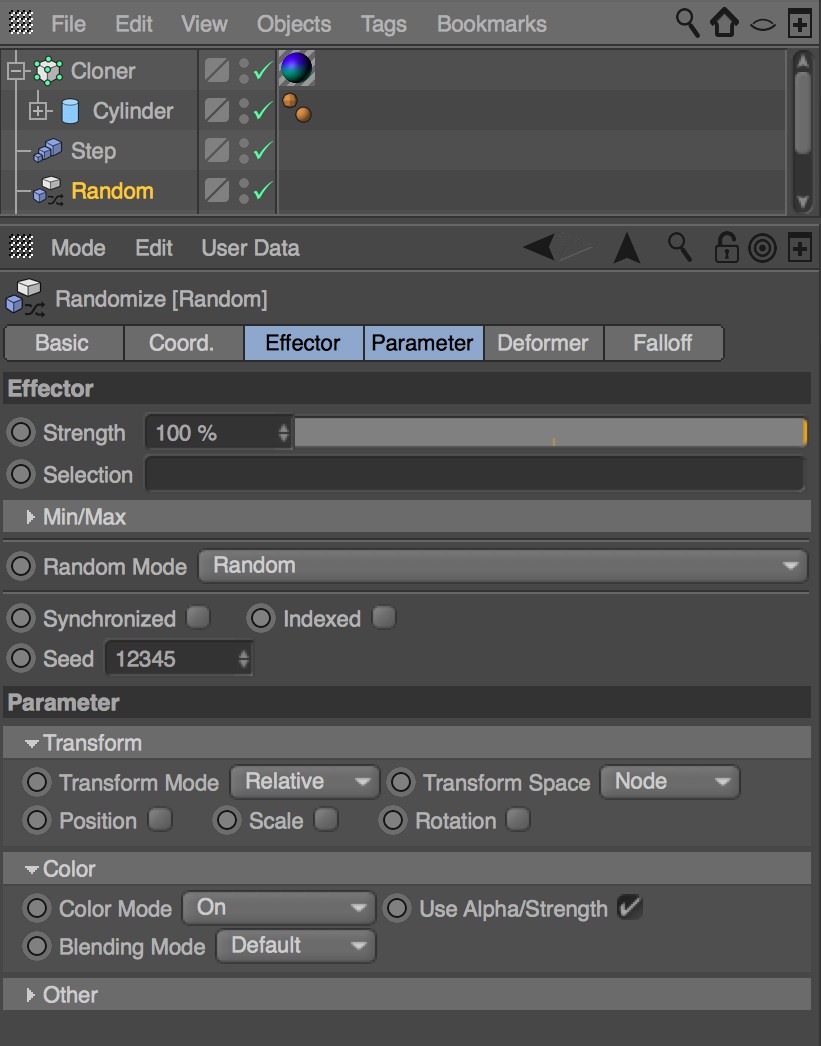 File Edit View Objects Tags Bookmarks
Cloner
Cylinder
Step
Random
Mode Edit User Data
Randomize [Random]
Basic Coord. Effector Parameter Deformer Falloff
Effector
Strength 100 %
Selection
Min/Max
Random Mode Random
Synchronized Indexed
Seed 12345
Parameter
Transform
Transform Mode Relative Transform Space Node
Position Scale Rotation
Color
Color Mode On Use Alpha/Strength
Blending Mode Default
Other